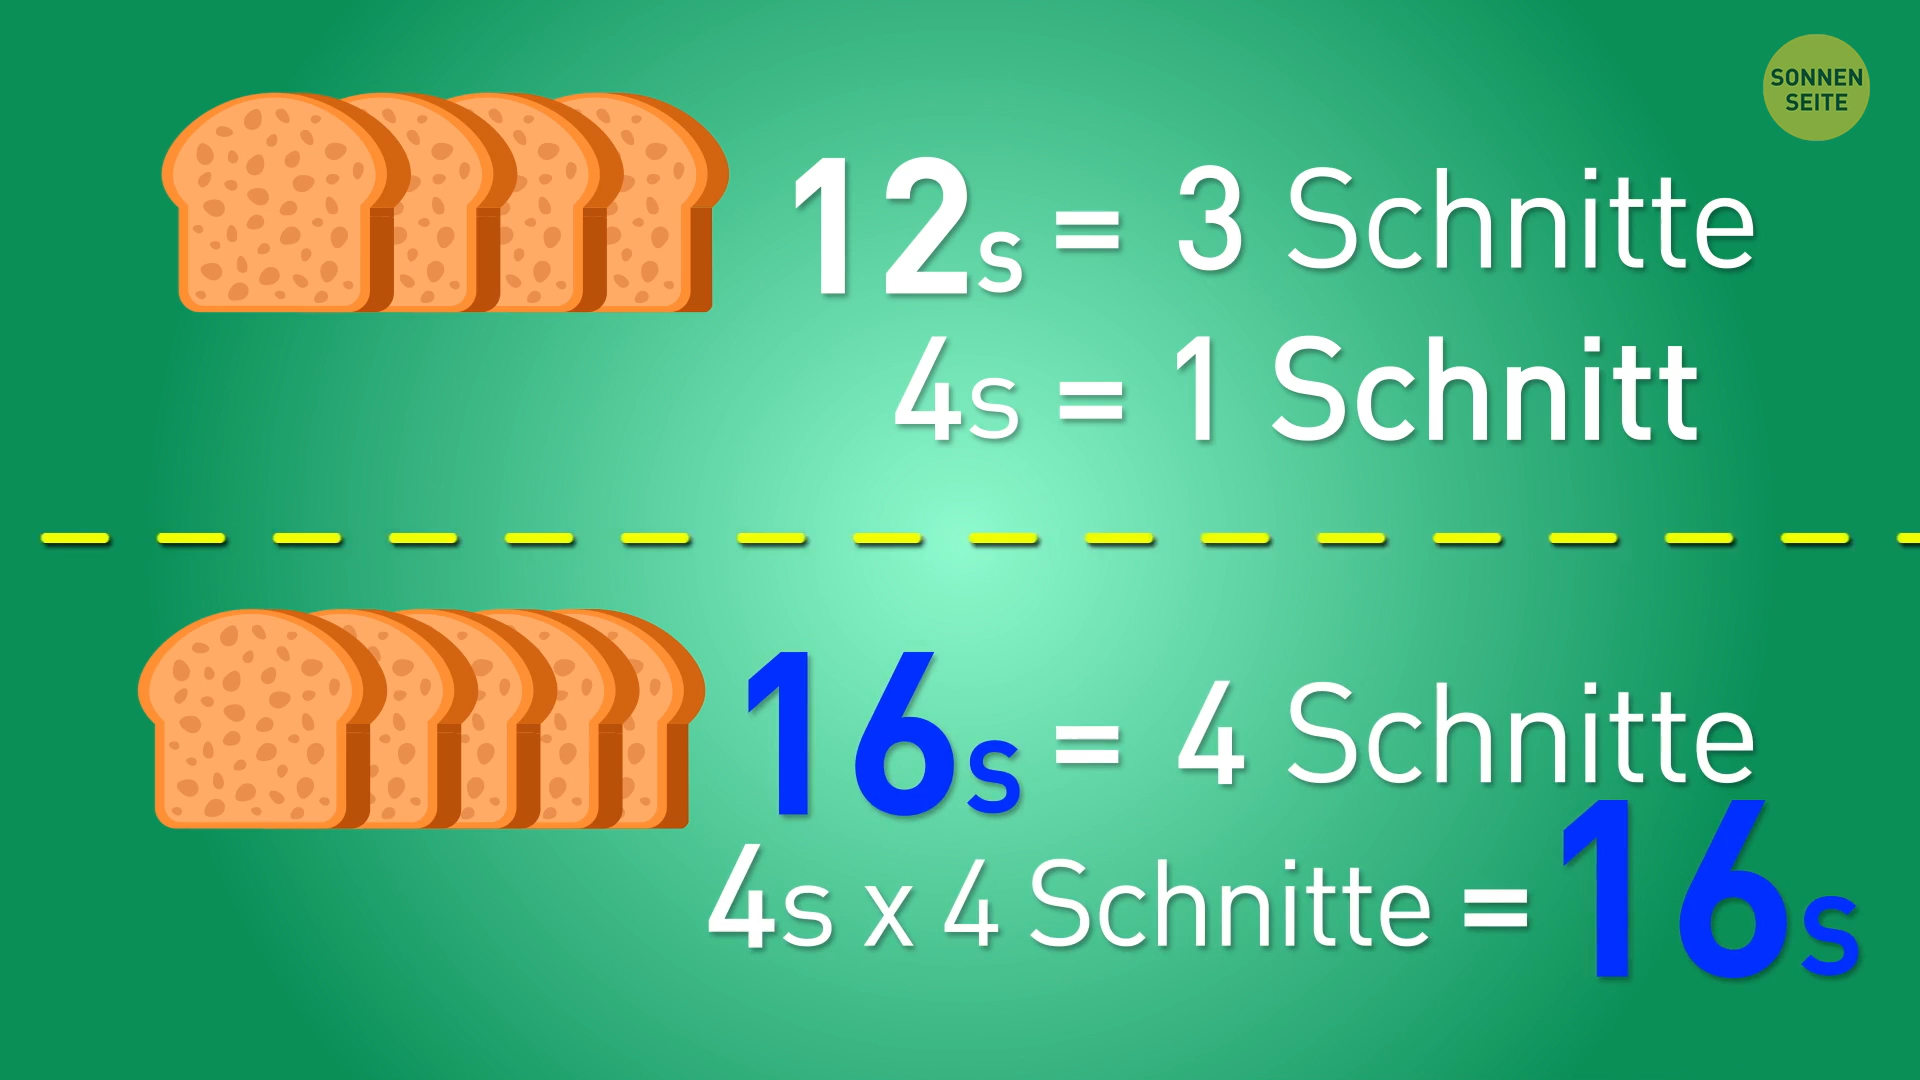 SONNEN
SEITE
12s = 3 Schnitte
4s = 1 Schnitt
16s = 4 Schnitte
4s x 4 Schnitte = 16s